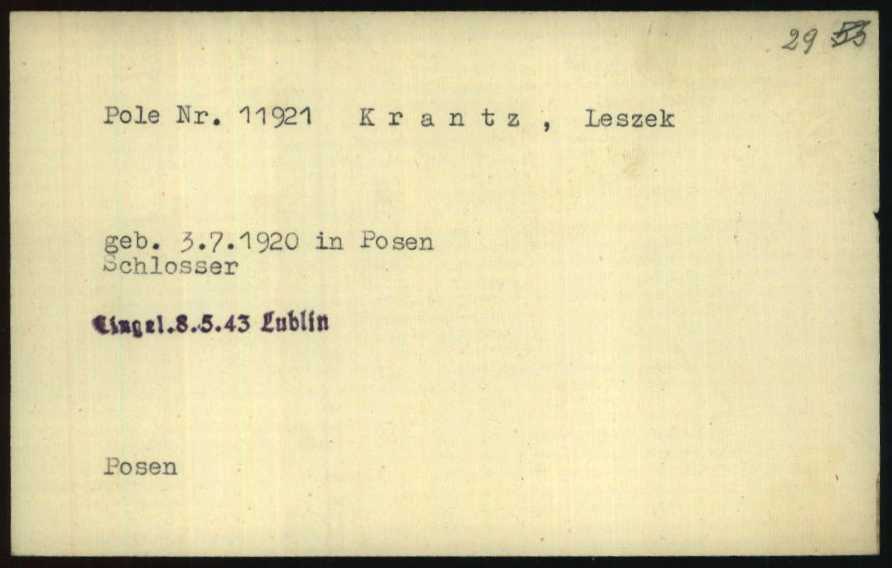 29 53
Pole Nr. 11921 Krantz, Leszek
geb. 3.7.1920 in Posen
Schlosser
Eingel.8.5.43 Lublin
Posen